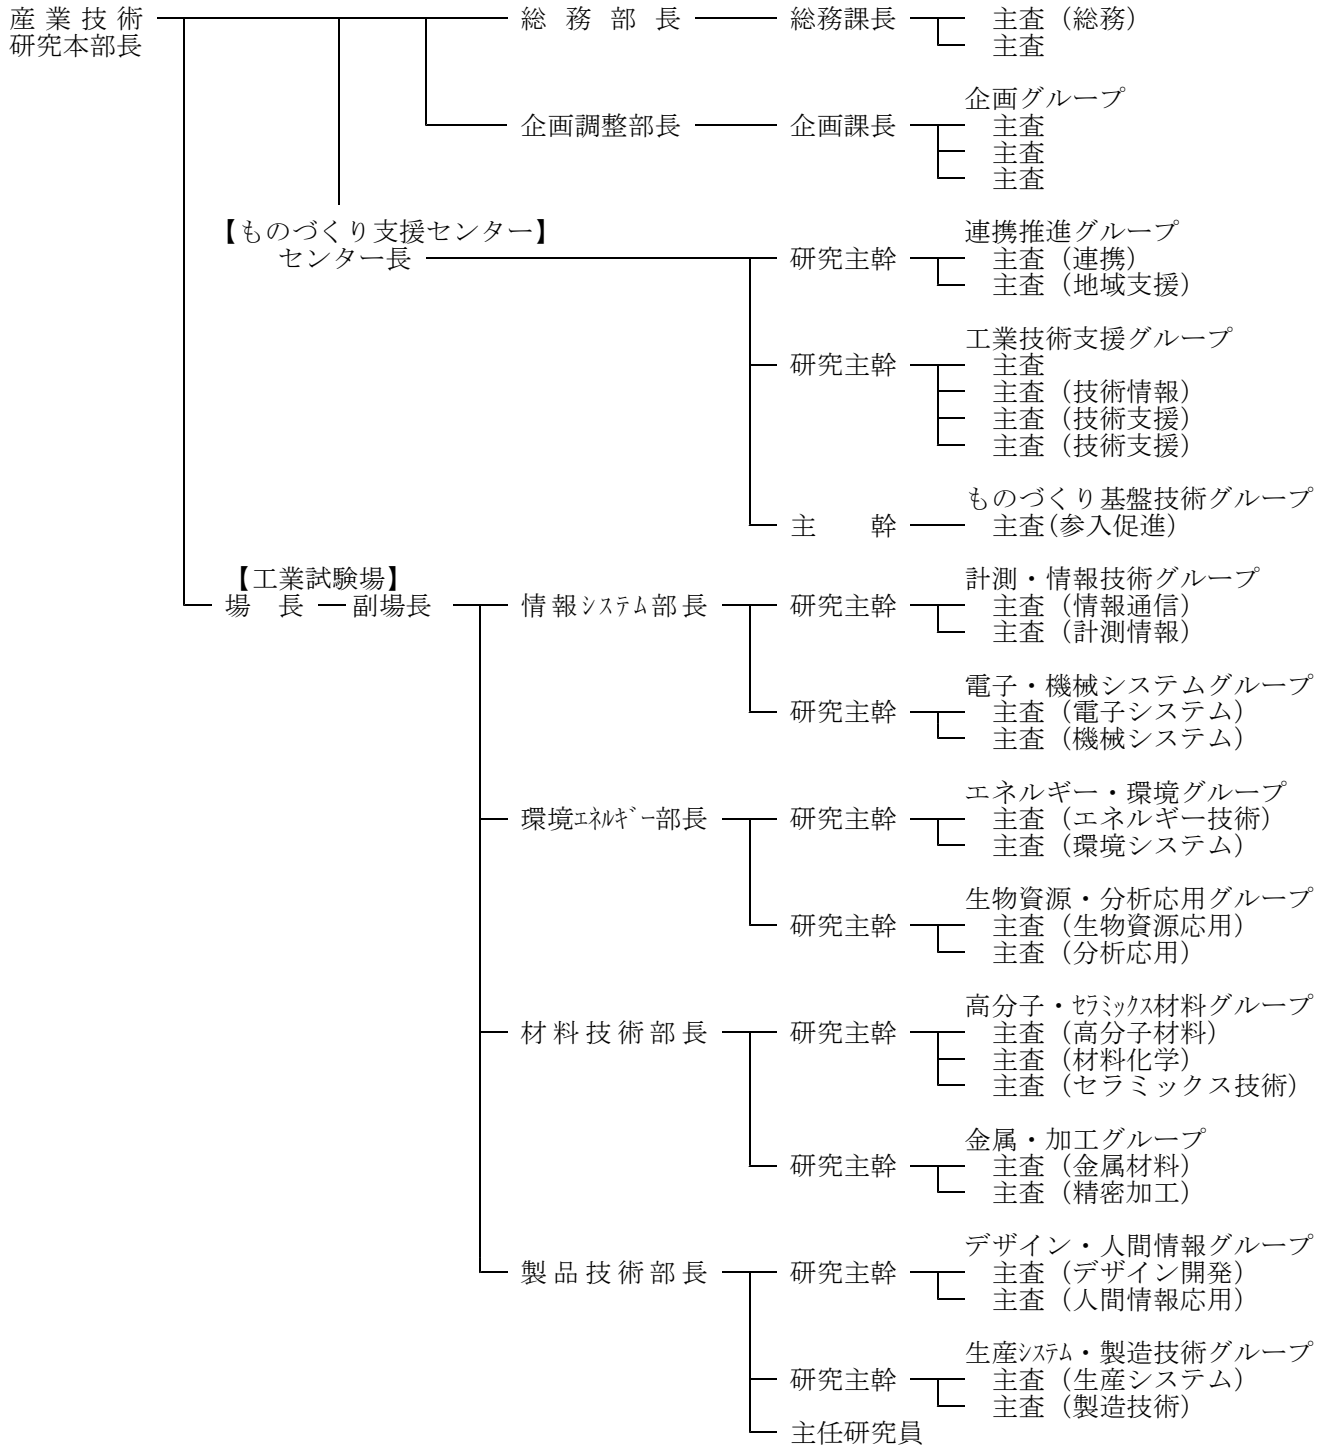 産業技術 総務部長 総務課長 主査（総務）
研究本部長 主査
企画グループ
企画調整部長 企画課長 主査
主査
主査
【ものづくり支援センター】 連携推進グループ
センター長 研究主幹 主査（連携）
主査（地域支援）
工業技術支援グループ
研究主幹 主査
主査（技術情報）
主査（技術支援）
主査（技術支援）
ものづくり基盤技術グループ
主幹 主査(参入促進)
【工業試験場】 計測・情報技術グループ
場長 副場長 情報ｼｽﾃﾑ部長 研究主幹 主査（情報通信）
主査（計測情報）
電子・機械システムグループ
研究主幹 主査（電子システム）
主査（機械システム）
エネルギー・環境グループ
環境ｴﾈﾙｷﾞｰ部長 研究主幹 主査（エネルギー技術）
主査（環境システム）
生物資源・分析応用グループ
研究主幹 主査（生物資源応用）
主査（分析応用）
高分子・ｾﾗﾐｯｸｽ材料グループ
材料技術部長 研究主幹 主査（高分子材料）
主査（材料化学）
主査（セラミックス技術）
金属・加工グループ
研究主幹 主査（金属材料）
主査（精密加工）
デザイン・人間情報グループ
製品技術部長 研究主幹 主査（デザイン開発）
主査（人間情報応用）
生産ｼｽﾃﾑ・製造技術グループ
研究主幹 主査（生産システム）
主査（製造技術）
主任研究員